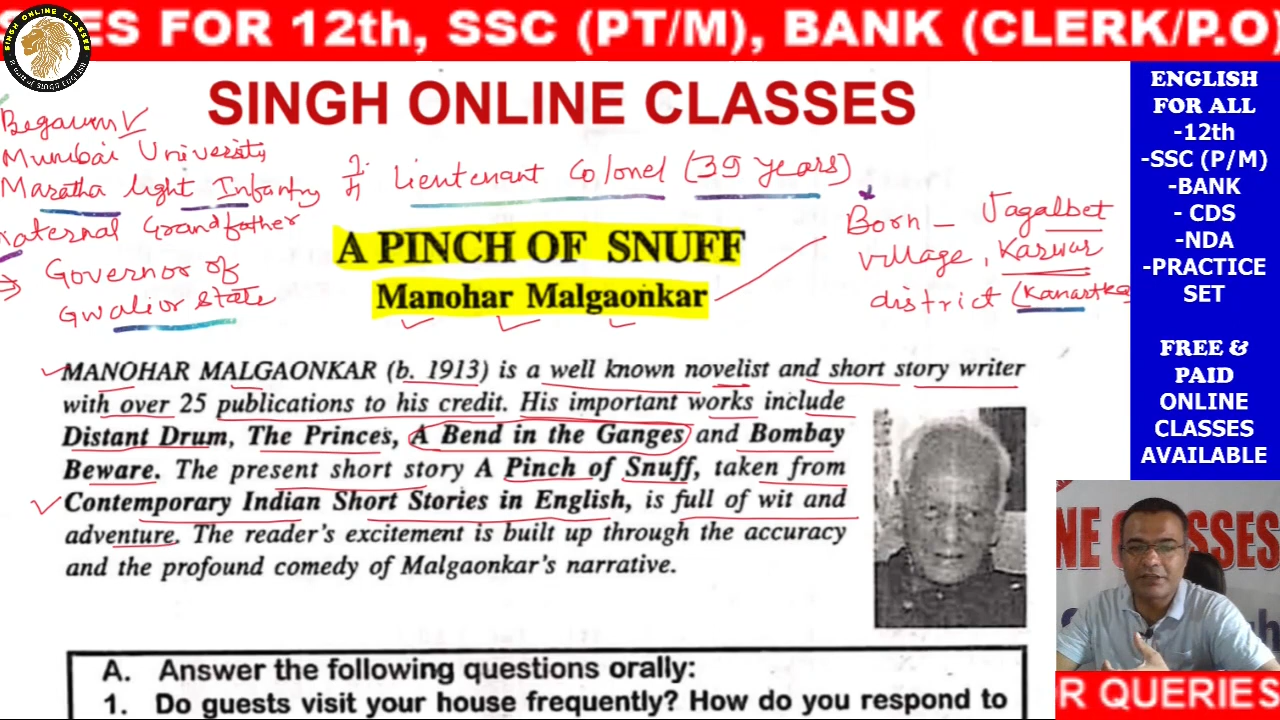 ES FOR 12th, SSC (PT/M), BANK (CLERK/P.O)
SINGH ONLINE CLASSES
SINGH ONLINE CLASSES
Begaum
Mumbai University
Maratha light Infantry
Maternal Grandfather
Governor of
Gwalior State
Lieutenant Colonel (39 years)
A PINCH OF SNUFF
Manohar Malgaonkar
Born - Jagalbet
village, Karwar
district (Kanartka
MANOHAR MALGAONKAR (b. 1913) is a well known novelist and short story writer
with over 25 publications to his credit. His important works include
Distant Drum, The Princes, A Bend in the Ganges and Bombay
Beware. The present short story A Pinch of Snuff, taken from
Contemporary Indian Short Stories in English, is full of wit and
adventure. The reader's excitement is built up through the accuracy
and the profound comedy of Malgaonkar's narrative.
A. Answer the following questions orally:
1. Do guests visit your house frequently? How do you respond to
ENGLISH
FOR ALL
-12th
-SSC (P/M)
-BANK
- CDS
-NDA
-PRACTICE
SET
FREE &
PAID
ONLINE
CLASSES
AVAILABLE
NE CLASSES
R QUERIES